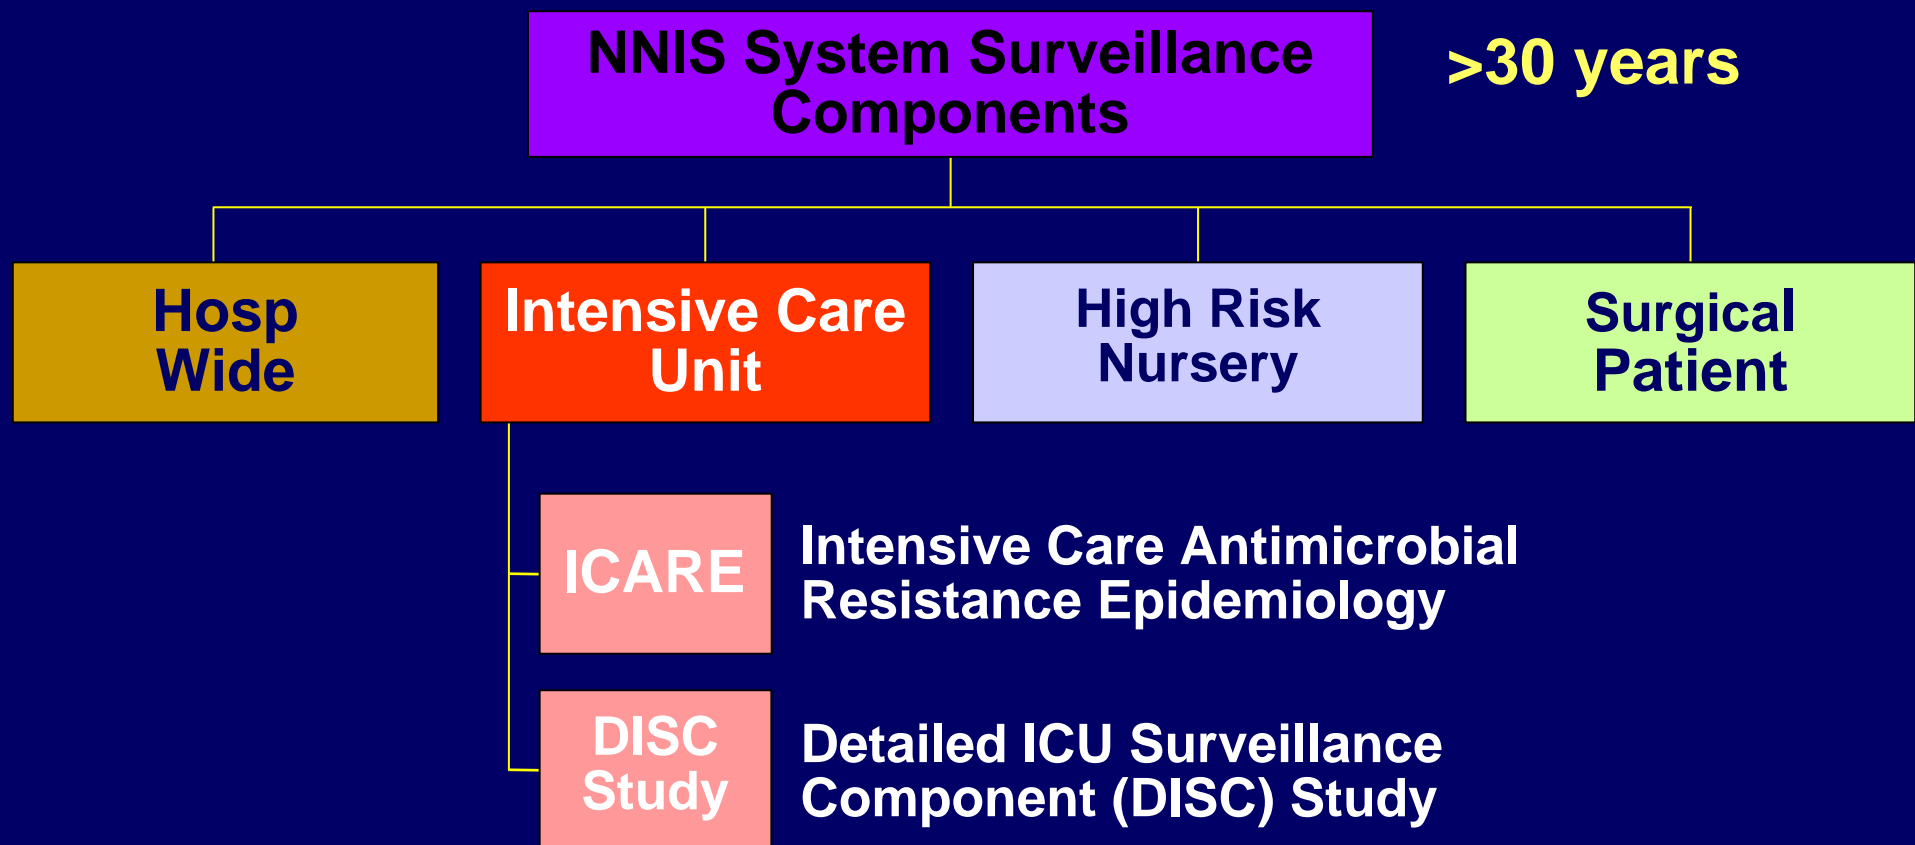 NNIS System Surveillance
Components
>30 years
Hosp
Wide
Intensive Care
Unit
High Risk
Nursery
Surgical
Patient
ICARE
Intensive Care Antimicrobial
Resistance Epidemiology
DISC
Study
Detailed ICU Surveillance
Component (DISC) Study